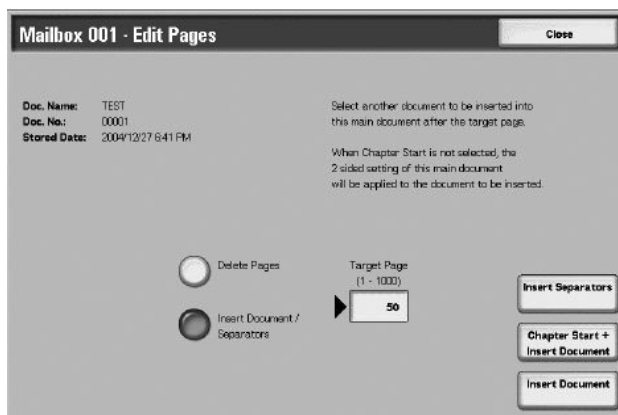 Mailbox 001 - Edit Pages
Close
Doc. Name: TEST
Doc. No.: 00001
Stored Date: 2004/12/27 6:41 PM
Select another document to be inserted into
this main document after the target page.
When Chapter Start is not selected, the
2 sided setting of this main document
will be applied to the document to be inserted.
Delete Pages
Insert Document /
Separators
Target Page
(1 - 1000)
50
Insert Separators
Chapter Start +
Insert Document
Insert Document